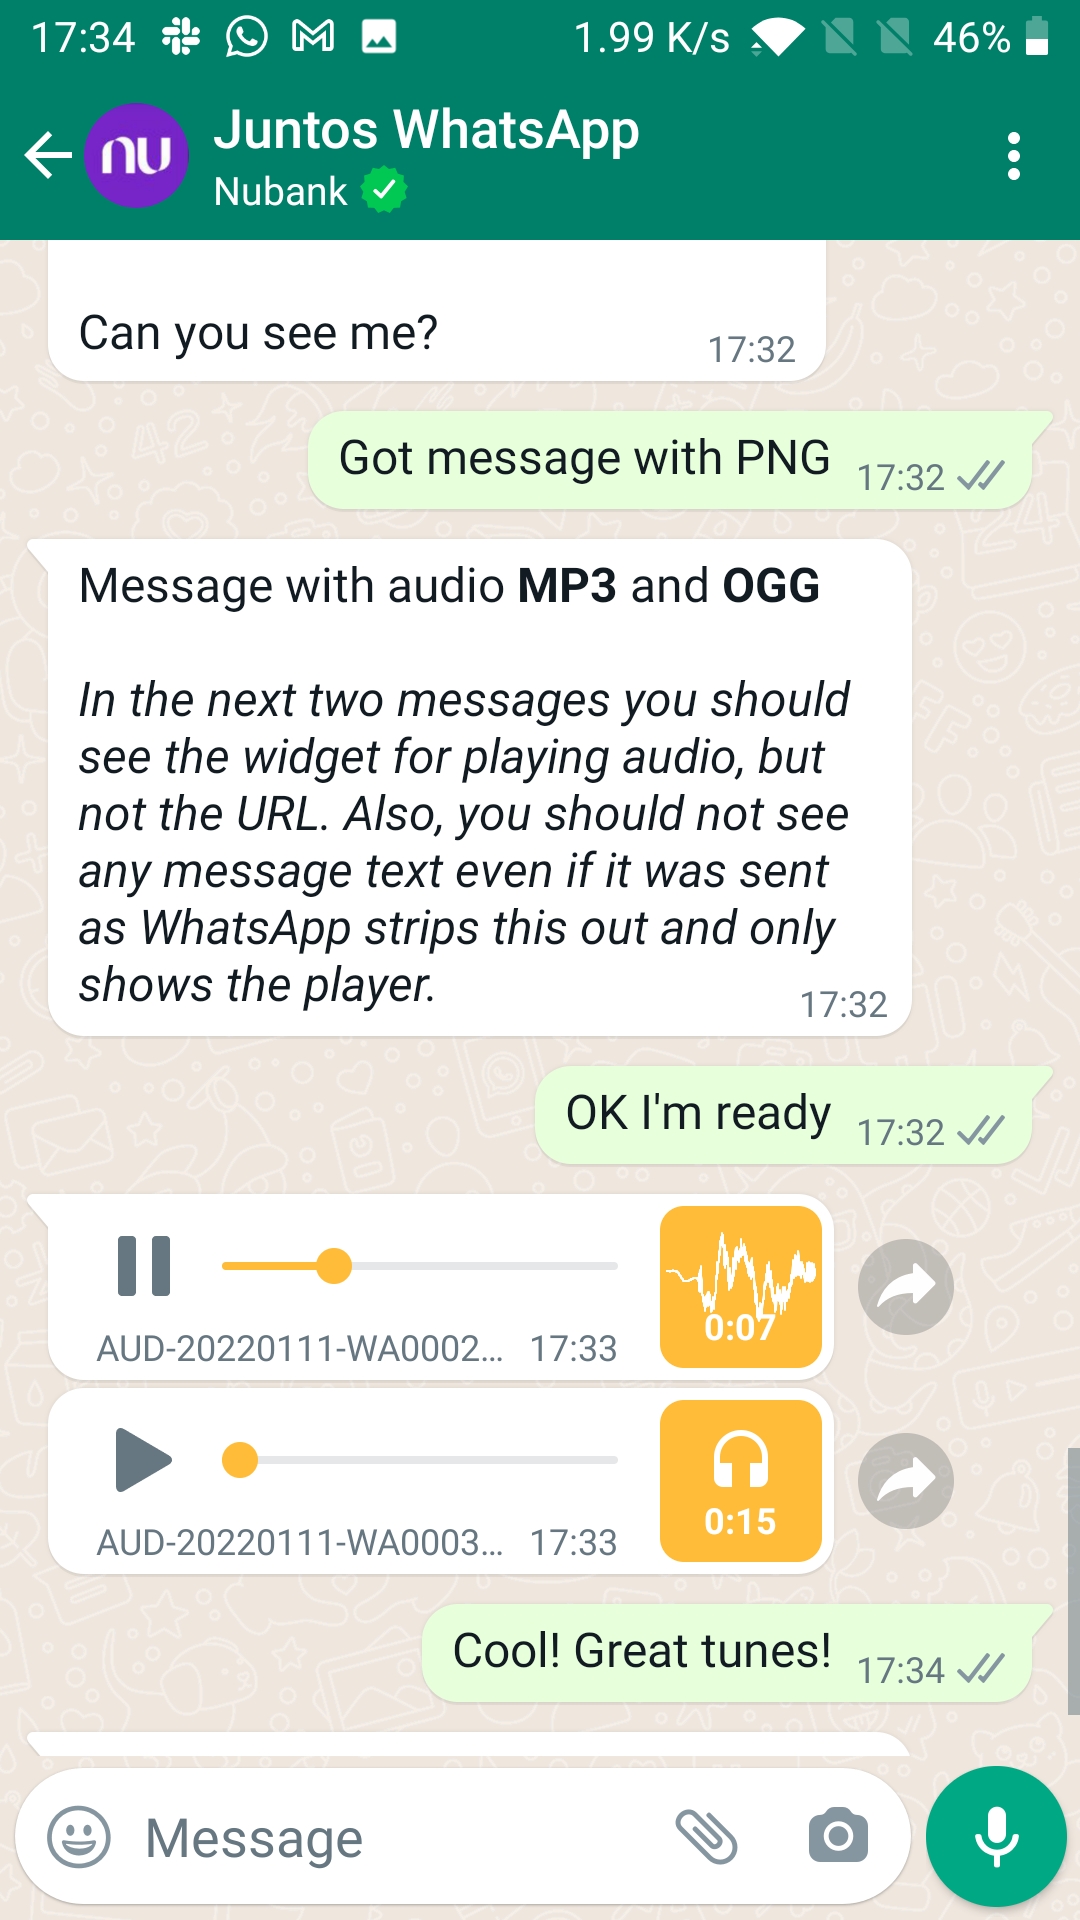 17:34 1.99 K/s 46%
nu
Juntos WhatsApp
Nubank
Can you see me?
17:32
Got message with PNG
17:32
Message with audio MP3 and OGG
In the next two messages you should
see the widget for playing audio, but
not the URL. Also, you should not see
any message text even if it was sent
as WhatsApp strips this out and only
shows the player.
17:32
OK I'm ready
17:32
0:07
AUD-20220111-WA0002... 17:33
0:15
AUD-20220111-WA0003... 17:33
Cool! Great tunes!
17:34
Message